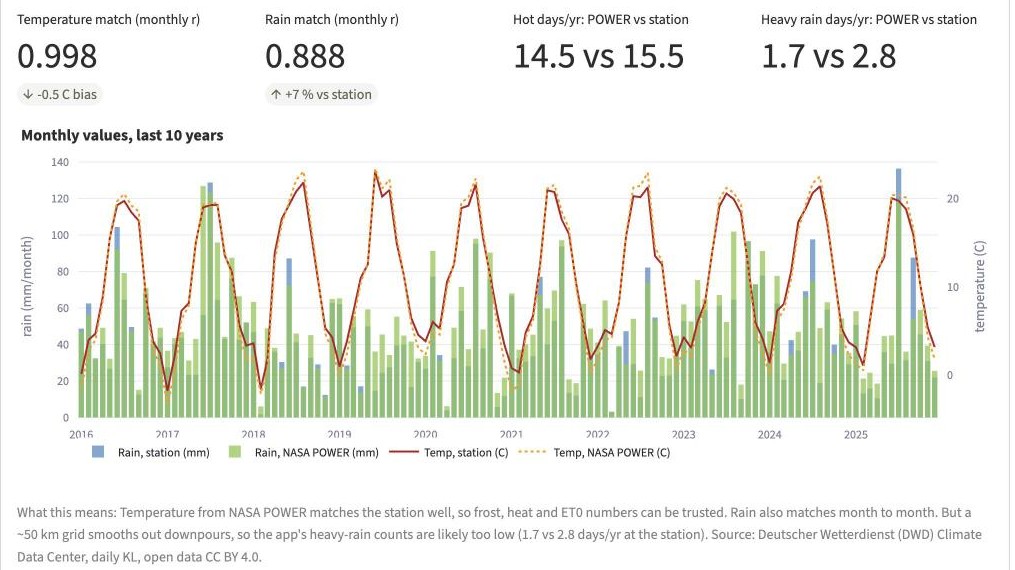 Temperature match (monthly r)
Rain match (monthly r)
Hot days/yr: POWER vs station
Heavy rain days/yr: POWER vs station
0.998
0.888
14.5 vs 15.5
1.7 vs 2.8
↓ -0.5 C bias
↑ +7 % vs station
Monthly values, last 10 years
140
120
100
80
60
40
20
0
rain (mm/month)
20
10
0
temperature (C)
2016 2017 2018 2019 2020 2021 2022 2023 2024 2025
Rain, station (mm) Rain, NASA POWER (mm) Temp, station (C) Temp, NASA POWER (C)
What this means: Temperature from NASA POWER matches the station well, so frost, heat and ET0 numbers can be trusted. Rain also matches month to month. But a
~50 km grid smooths out downpours, so the app's heavy-rain counts are likely too low (1.7 vs 2.8 days/yr at the station). Source: Deutscher Wetterdienst (DWD) Climate
Data Center, daily KL, open data CC BY 4.0.